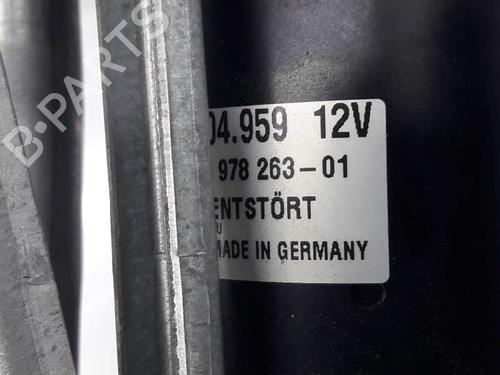 B-PARTS
04.959 12V
978 263-01
ENTSTÖRT
MADE IN GERMANY